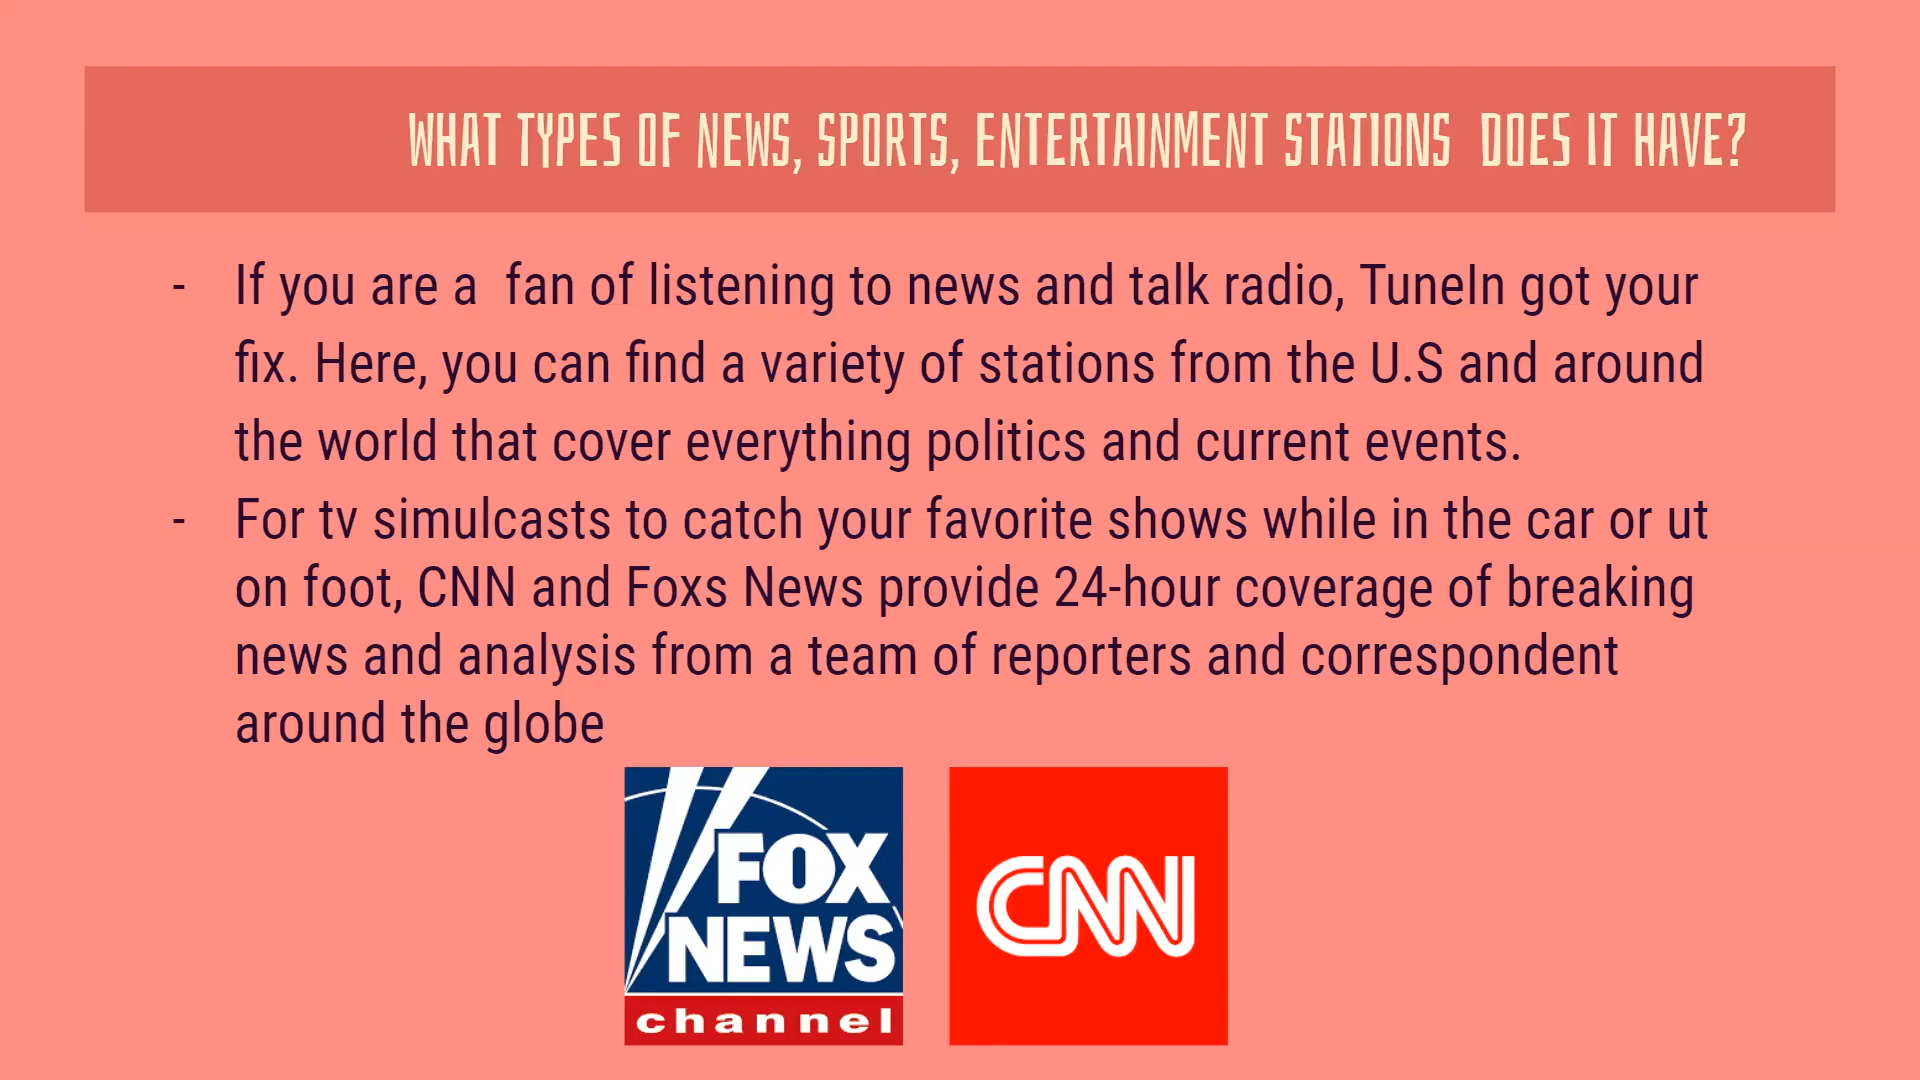 WHAT TYPES OF NEWS, SPORTS, ENTERTAINMENT STATIONS DOES IT HAVE?
- If you are a fan of listening to news and talk radio, TuneIn got your
fix. Here, you can find a variety of stations from the U.S and around
the world that cover everything politics and current events.
- For tv simulcasts to catch your favorite shows while in the car or ut
on foot, CNN and Foxs News provide 24-hour coverage of breaking
news and analysis from a team of reporters and correspondent
around the globe
FOX
NEWS
channel
CNN